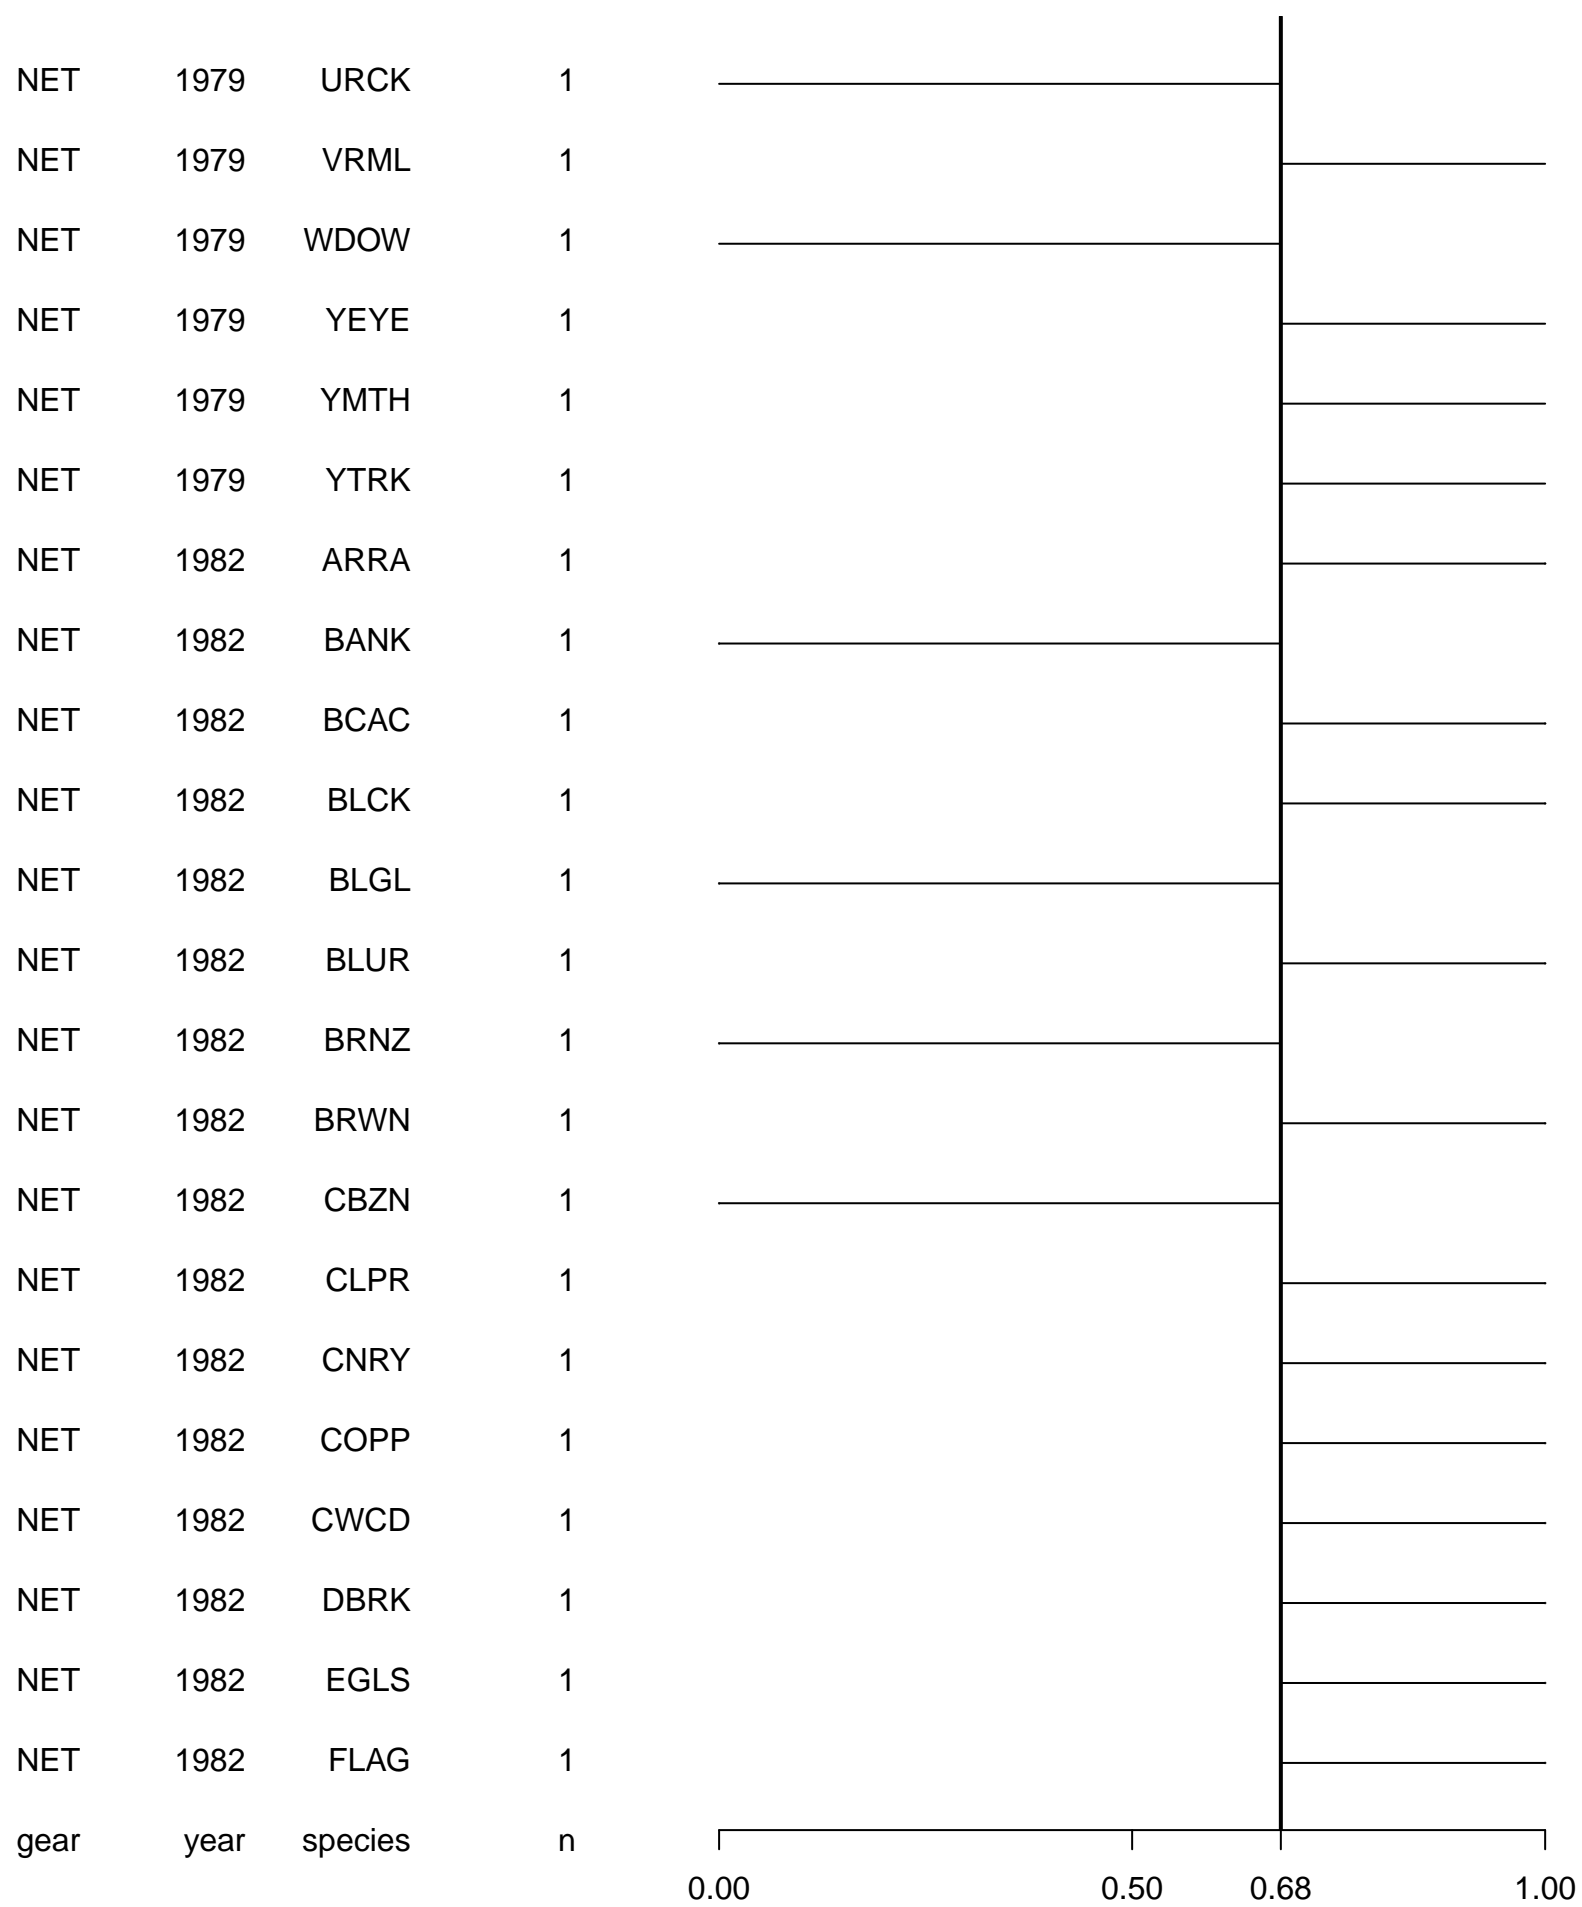 NET 1979 URCK 1
NET 1979 VRML 1
NET 1979 WDOW 1
NET 1979 YEYE 1
NET 1979 YMTH 1
NET 1979 YTRK 1
NET 1982 ARRA 1
NET 1982 BANK 1
NET 1982 BCAC 1
NET 1982 BLCK 1
NET 1982 BLGL 1
NET 1982 BLUR 1
NET 1982 BRNZ 1
NET 1982 BRWN 1
NET 1982 CBZN 1
NET 1982 CLPR 1
NET 1982 CNRY 1
NET 1982 COPP 1
NET 1982 CWCD 1
NET 1982 DBRK 1
NET 1982 EGLS 1
NET 1982 FLAG 1
gear year species n
0.00 0.50 0.68 1.00